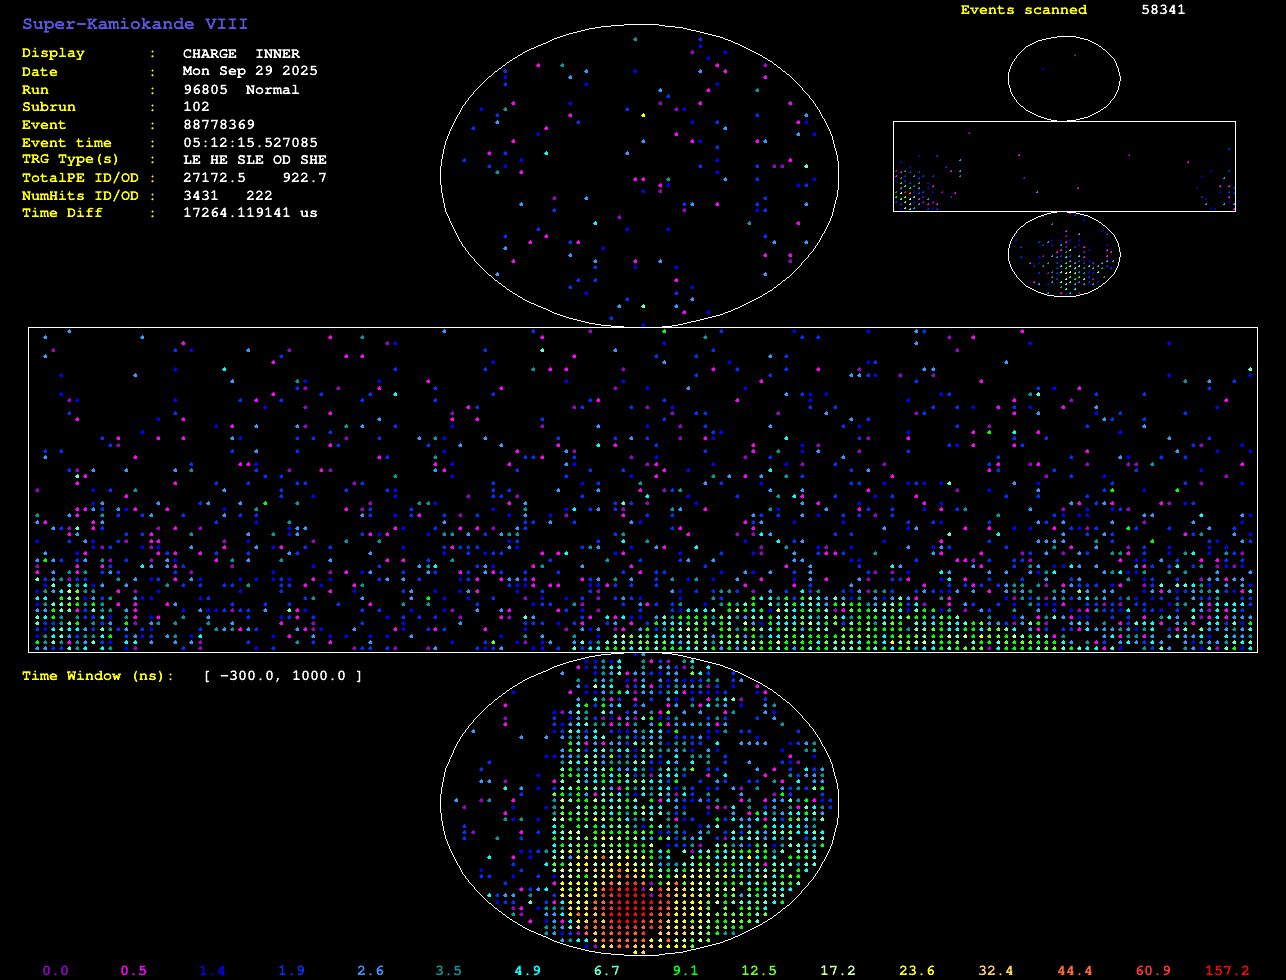 Super-Kamiokande VIII
Events scanned 58341
Display : CHARGE INNER
Date : Mon Sep 29 2025
Run : 96805 Normal
Subrun : 102
Event : 88778369
Event time : 05:12:15.527085
TRG Type(s) : LE HE SLE OD SHE
TotalPE ID/OD : 27172.5 922.7
NumHits ID/OD : 3431 222
Time Diff : 17264.119141 us
Time Window (ns): [ -300.0, 1000.0 ]
0.0 0.5 1.4 1.9 2.6 3.5 4.9 6.7 9.1 12.5 17.2 23.6 32.4 44.4 60.9 157.2